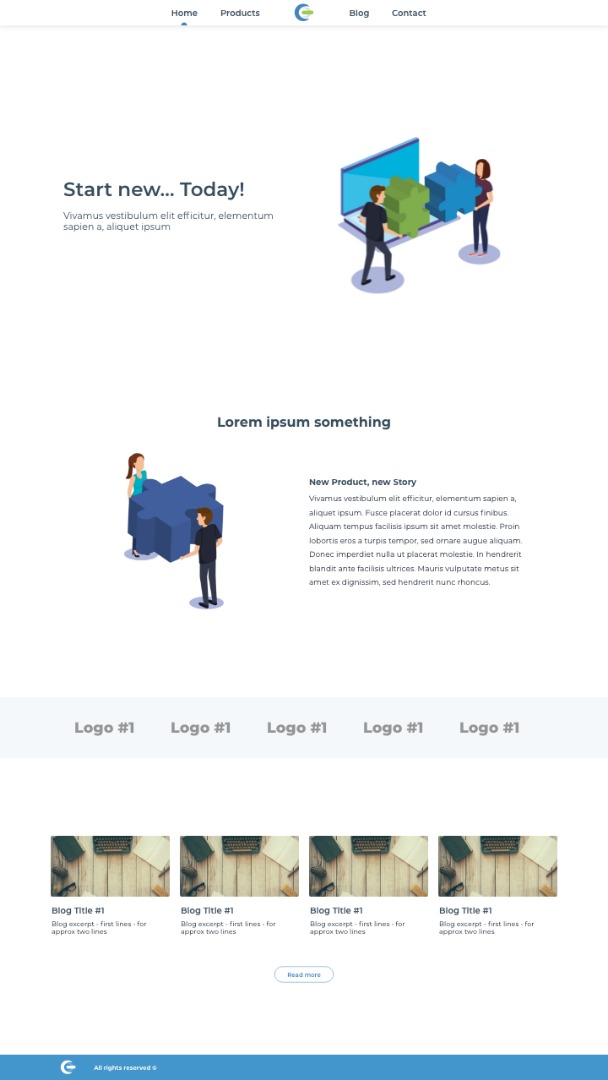 Home Products Blog Contact
Start new... Today!
Vivamus vestibulum elit efficitur, elementum
sapien a, aliquet ipsum
Lorem ipsum something
New Product, new Story
Vivamus vestibulum elit efficitur, elementum sapien a,
aliquet ipsum. Fusce placerat dolor id cursus finibus.
Aliquam tempus facilisis ipsum sit amet molestie. Proin
lobortis eros a turpis tempor, sed ornare augue aliquam.
Donec imperdiet nulla ut placerat molestie. In hendrerit
blandit ante facilisis ultrices. Mauris vulputate metus sit
amet ex dignissim, sed hendrerit nunc rhoncus.
Logo #1 Logo #1 Logo #1 Logo #1 Logo #1
Blog Title #1
Blog excerpt - first lines - for
approx two lines
Blog Title #1
Blog excerpt - first lines - for
approx two lines
Blog Title #1
Blog excerpt - first lines - for
approx two lines
Blog Title #1
Blog excerpt - first lines - for
approx two lines
Read more
All rights reserved ©